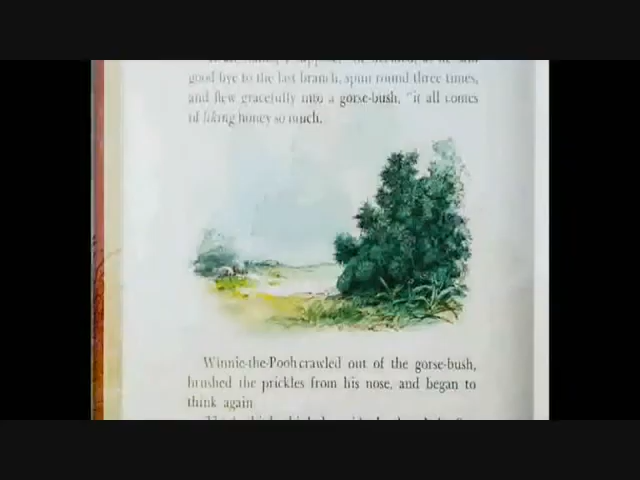 good bye to the last branch, spun round three times,
and flew gracefully into a gorse-bush, "it all comes
of liking honey so much.
Winnie-the-Pooh crawled out of the gorse-bush,
brushed the prickles from his nose, and began to
think again